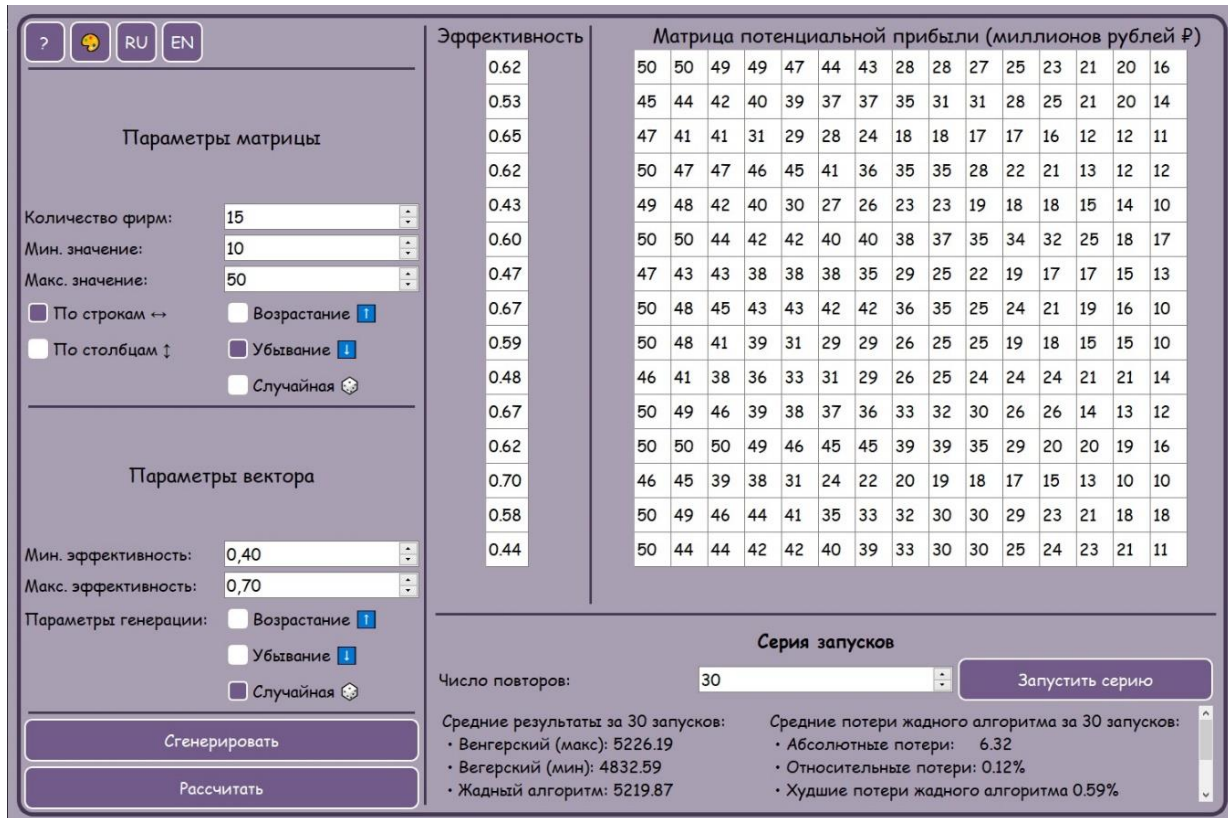 ? RU EN
Параметры матрицы
Количество фирм: 15
Мин. значение: 10
Макс. значение: 50
По строкам ↔ Возрастание ↑
По столбцам ↕ Убывание ↓
Случайная
Параметры вектора
Мин. эффективность: 0,40
Макс. эффективность: 0,70
Параметры генерации: Возрастание ↑
Убывание ↓
Случайная
Сгенерировать
Рассчитать
Эффективность Матрица потенциальной прибыли (миллионов рублей ₽)
0.62 50 50 49 49 47 44 43 28 28 27 25 23 21 20 16
0.53 45 44 42 40 39 37 37 35 31 31 28 25 21 20 14
0.65 47 41 41 31 29 28 24 18 18 17 17 16 12 12 11
0.62 50 47 47 46 45 41 36 35 35 28 22 21 13 12 12
0.43 49 48 42 40 30 27 26 23 23 19 18 18 15 14 10
0.60 50 50 44 42 42 40 40 38 37 35 34 32 25 18 17
0.47 47 43 43 38 38 38 35 29 25 22 19 17 17 15 13
0.67 50 48 45 43 43 42 42 36 35 25 24 21 19 16 10
0.59 50 48 41 39 31 29 29 26 25 25 19 18 15 15 10
0.48 46 41 38 36 33 31 29 26 25 24 24 24 21 21 14
0.67 50 49 46 39 38 37 36 33 32 30 26 26 14 13 12
0.62 50 50 50 49 46 45 45 39 39 35 29 20 20 19 16
0.70 46 45 39 38 31 24 22 20 19 18 17 15 13 10 10
0.58 50 49 46 44 41 35 33 32 30 30 29 23 21 18 18
0.44 50 44 44 42 42 40 39 33 30 30 25 24 23 21 11
Серия запусков
Число повторов: 30 Запустить серию
Средние результаты за 30 запусков:
• Венгерский (макс): 5226.19
• Вегерский (мин): 4832.59
• Жадный алгоритм: 5219.87
Средние потери жадного алгоритма за 30 запусков:
• Абсолютные потери: 6.32
• Относительные потери: 0.12%
• Худшие потери жадного алгоритма 0.59%